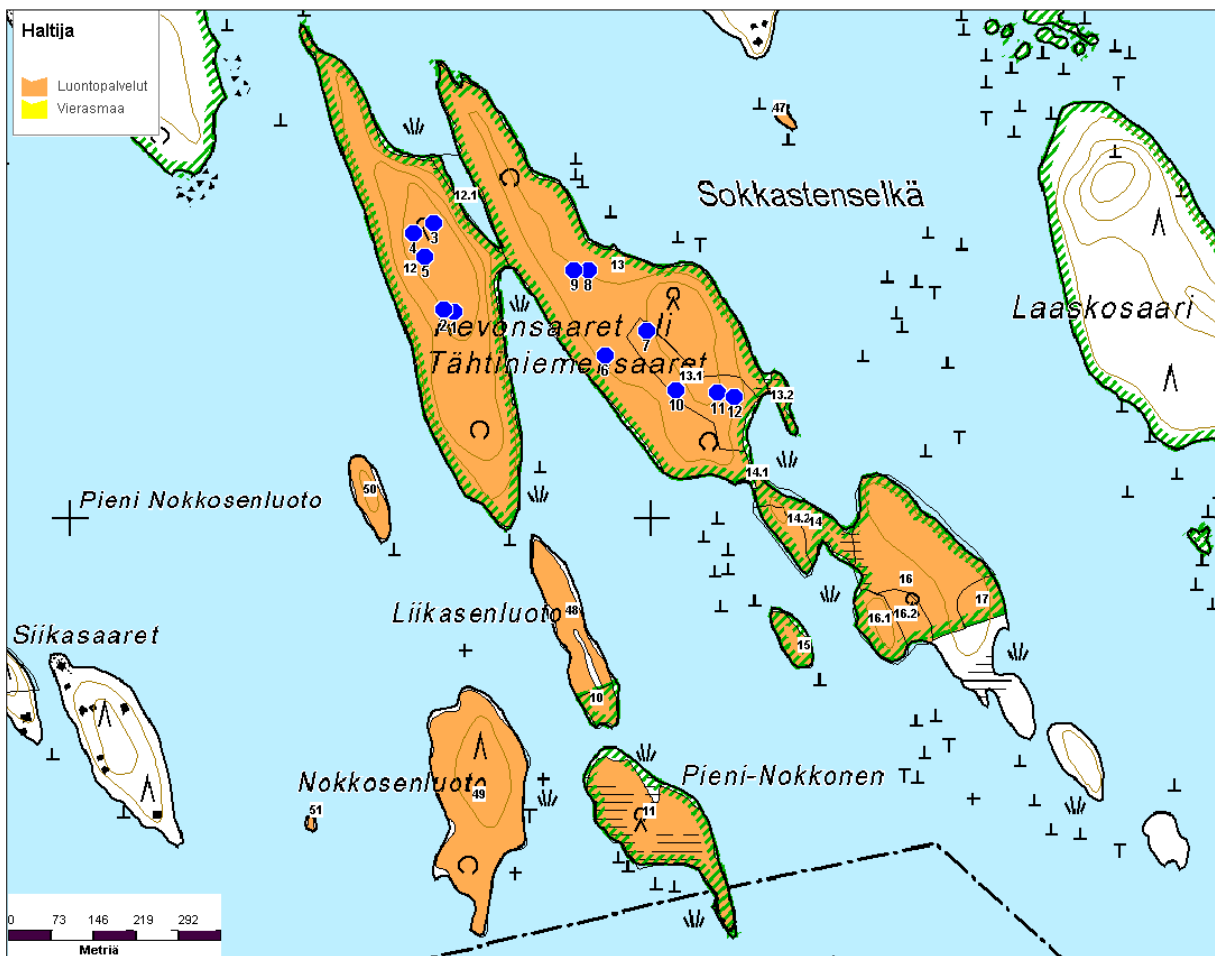 Haltija
Luontopalvelut
Vierasmaa
47
Sokkastenselkä
12.1
3
4
12
5
13
9 8
2 1
Hevonsaaret li
Tähtiniemensaaret
Laaskosaari
7
6
13.1
10
11
12
13.2
14.1
50
Pieni Nokkosenluoto
14.2
14
16
17
16.1
16.2
Liikasenluoto
48
15
Siikasaaret
10
Nokkosenluoto
49
Pieni-Nokkonen
51
11
0 73 146 219 292
Metriä